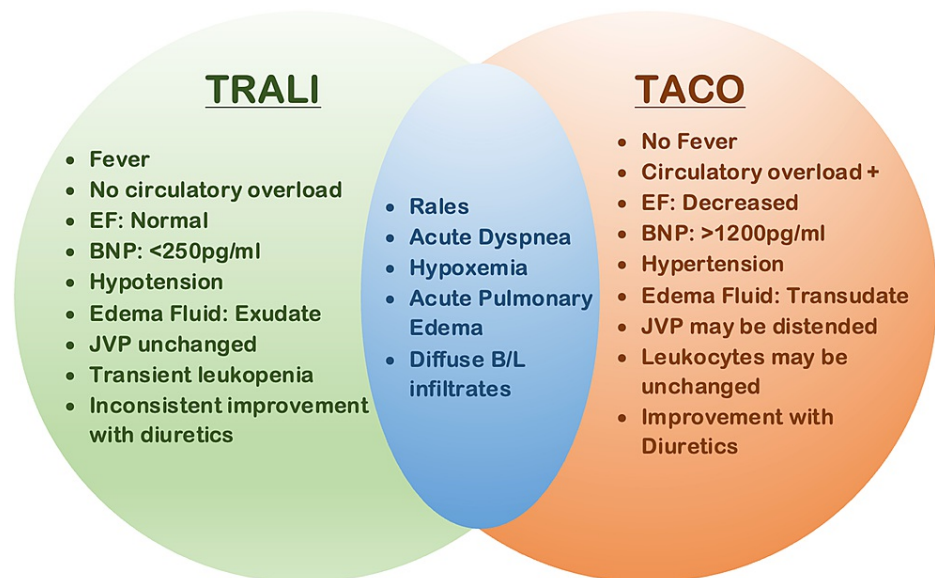 TRALI
• Fever
• No circulatory overload
• EF: Normal
• BNP: <250pg/ml
• Hypotension
• Edema Fluid: Exudate
• JVP unchanged
• Transient leukopenia
• Inconsistent improvement
with diuretics
• Rales
• Acute Dyspnea
• Hypoxemia
• Acute Pulmonary
Edema
• Diffuse B/L
infiltrates
TACO
• No Fever
• Circulatory overload +
• EF: Decreased
• BNP: >1200pg/ml
• Hypertension
• Edema Fluid: Transudate
• JVP may be distended
• Leukocytes may be
unchanged
• Improvement with
Diuretics